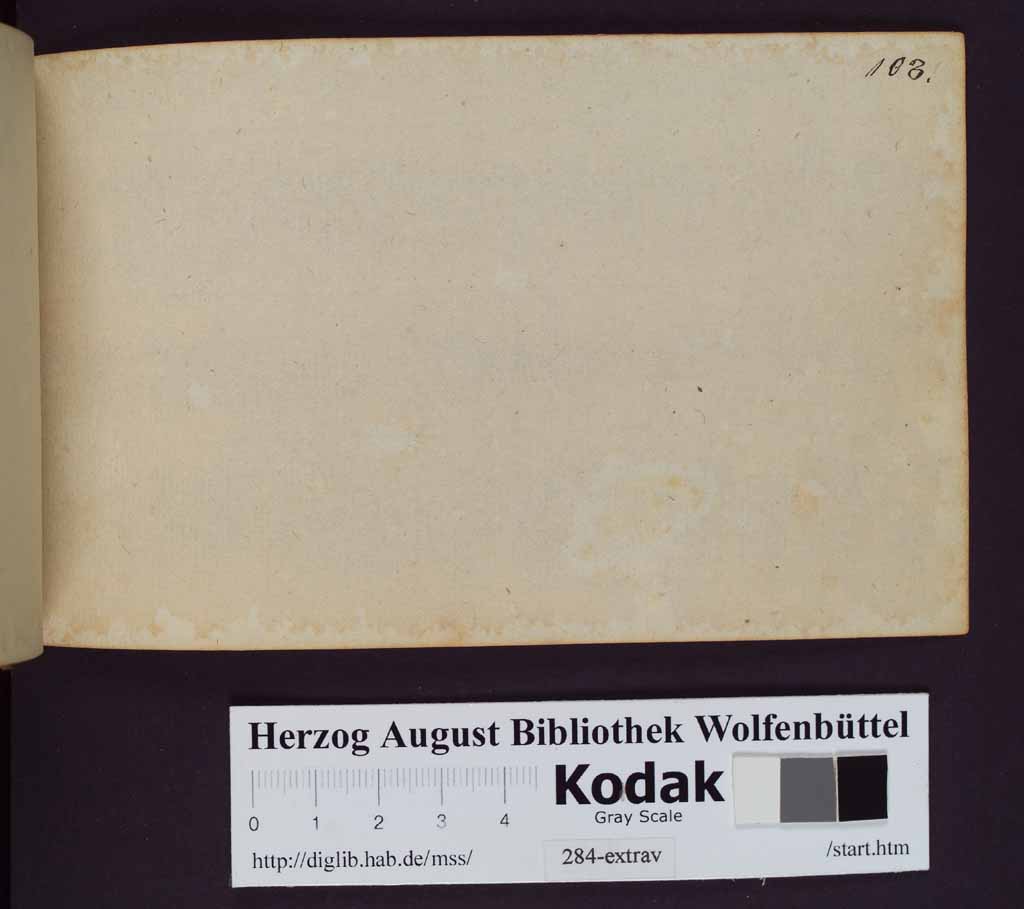 103.
Herzog August Bibliothek Wolfenbüttel
Kodak
Gray Scale
0 1 2 3 4
http://diglib.hab.de/mss/
284-extrav
/start.htm